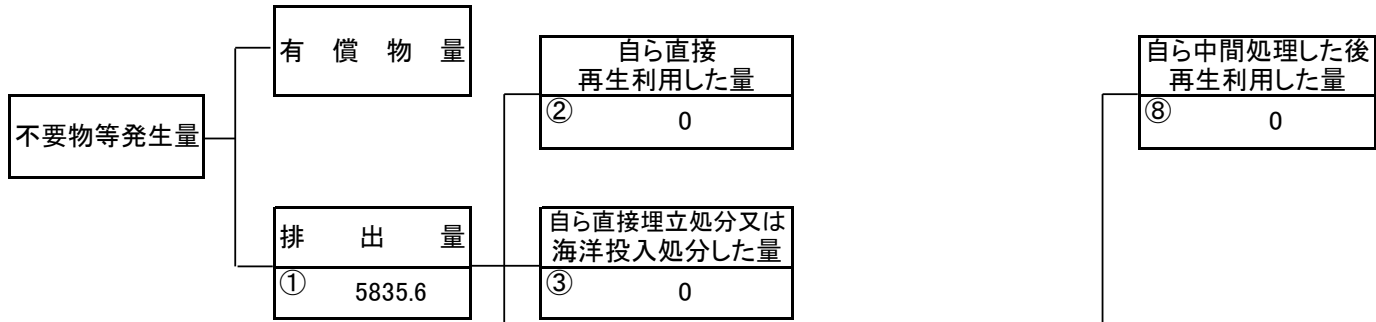 不要物等発生量
有償物量
排出量
① 5835.6
自ら直接
再生利用した量
② 0
自ら直接埋立処分又は
海洋投入処分した量
③ 0
自ら中間処理した後
再生利用した量
⑧ 0